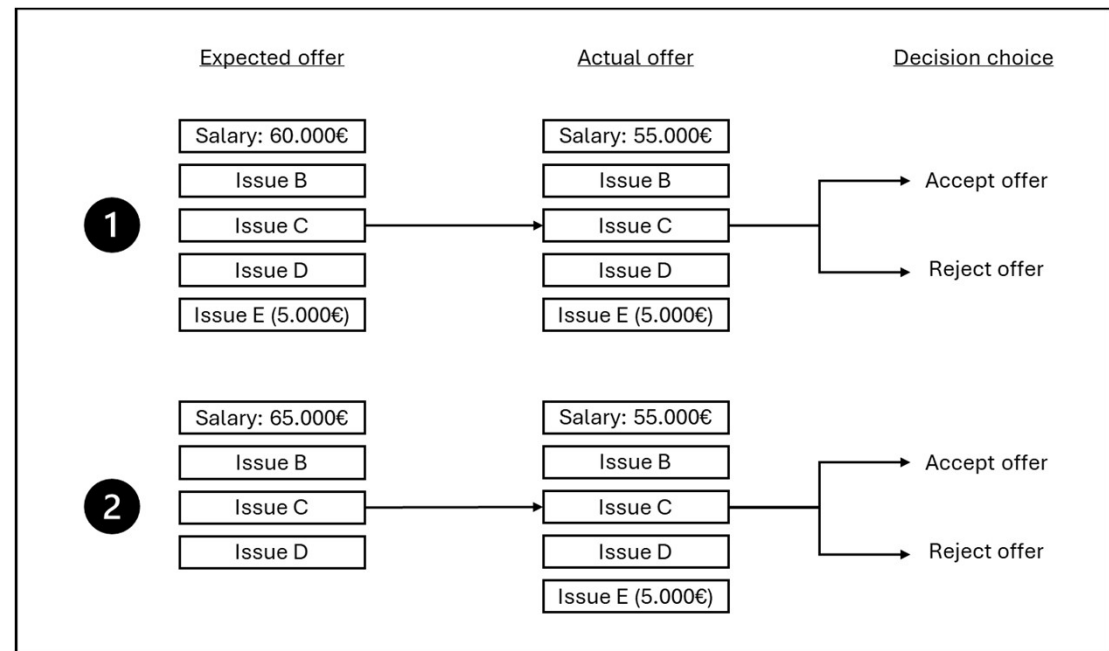 Expected offer
Actual offer
Decision choice
1
Salary: 60.000€
Issue B
Issue C
Issue D
Issue E (5.000€)
Salary: 55.000€
Issue B
Issue C
Issue D
Issue E (5.000€)
Accept offer
Reject offer
2
Salary: 65.000€
Issue B
Issue C
Issue D
Salary: 55.000€
Issue B
Issue C
Issue D
Issue E (5.000€)
Accept offer
Reject offer